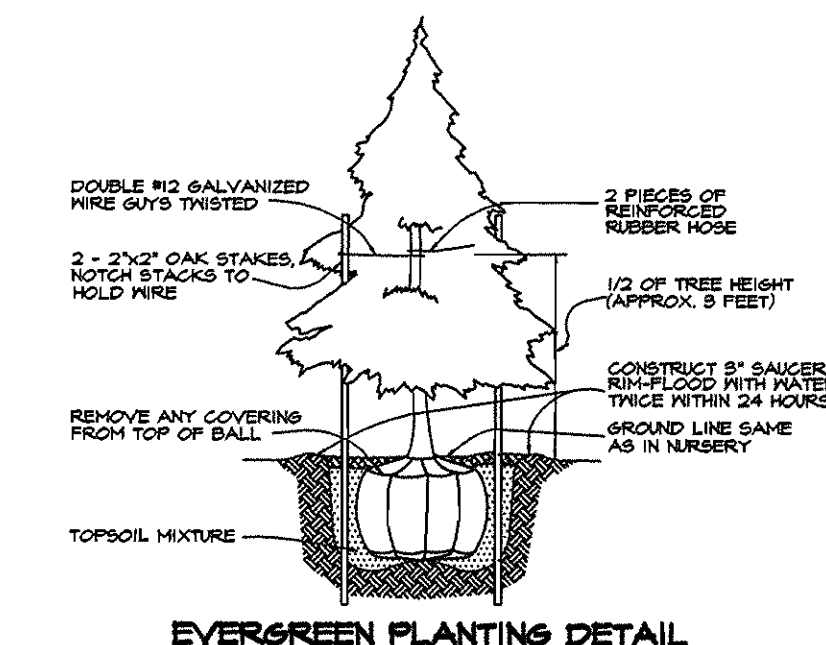 DOUBLE #12 GALVANIZED
WIRE GUYS TWISTED
2 PIECES OF
REINFORCED
RUBBER HOSE
2 - 2"x2" OAK STAKES,
NOTCH STACKS TO
HOLD WIRE
1/2 OF TREE HEIGHT
(APPROX. 3 FEET)
CONSTRUCT 3" SAUCER
RIM-FLOOD WITH WATER
TWICE WITHIN 24 HOURS
REMOVE ANY COVERING
FROM TOP OF BALL
GROUND LINE SAME
AS IN NURSERY
TOPSOIL MIXTURE
EVERGREEN PLANTING DETAIL